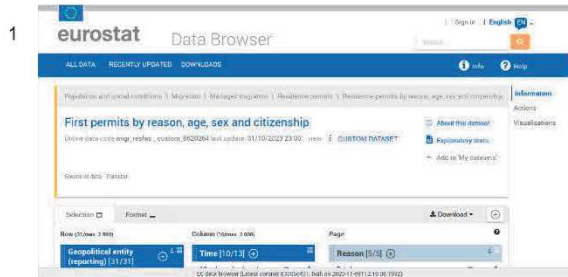 1
eurostat Data Browser
Sign in English EN
Search
ALL DATA RECENTLY UPDATED DOWNLOADS Info Help
Population and social conditions Migration Managed migration Residence permits Residence permits by reason, age, sex and citizenship
Information
Actions
Visualisations
First permits by reason, age, sex and citizenship
About this dataset
Online data code: last update: 31/10/2023 23:00 view: CUSTOM DATASET
Explanatory texts
Add to 'My datasets'
Source of data: Eurostat
Selection Format Download
Row Column Page
Geopolitical entity (reporting) [31/31]
Time [10/13]
Reason [5/5]